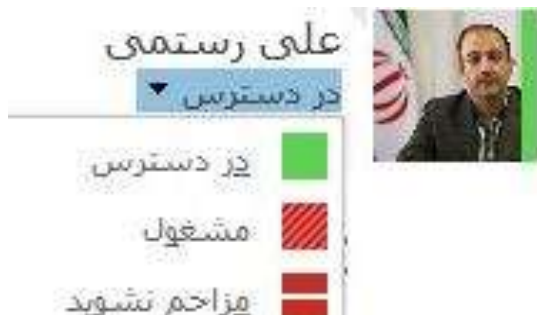 علی رستمی
در دسترس
در دسترس
مشغول
مزاحم نشوید